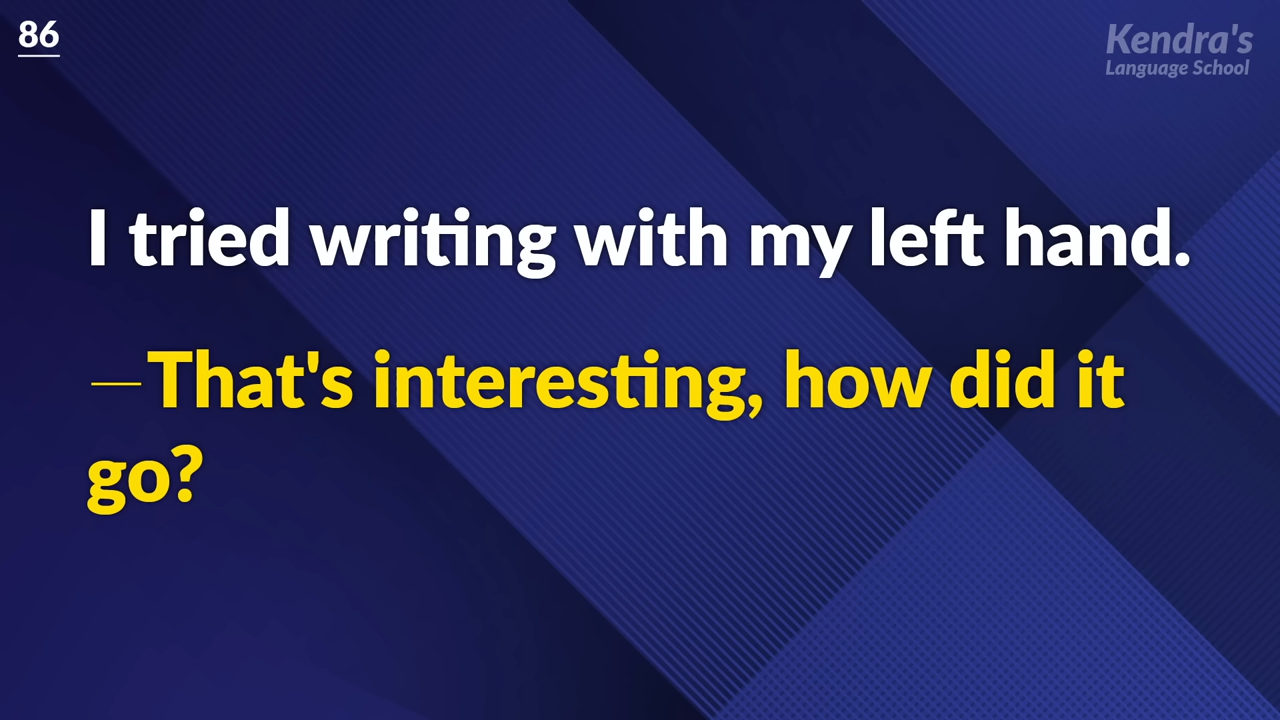 86
Kendra's
Language School
I tried writing with my left hand.
—That's interesting, how did it
go?